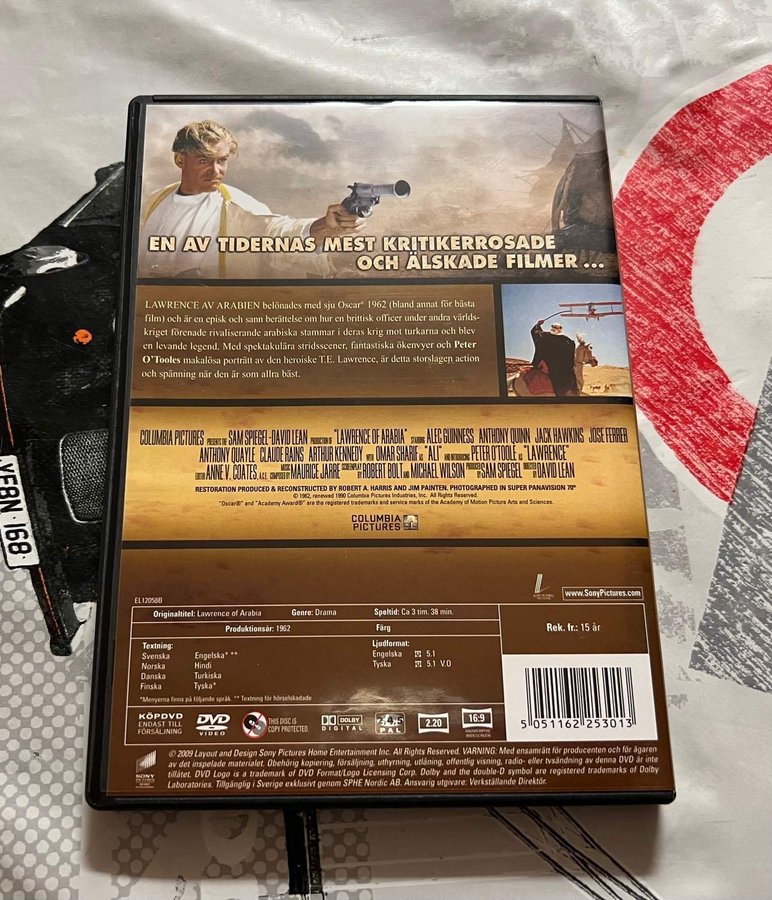 EN AV TIDERNAS MEST KRITIKERROSADE
OCH ÄLSKADE FILMER ...
LAWRENCE AV ARABIEN belönades med sju Oscar® 1962 (bland annat för bästa
film) och är en episk och sann berättelse om hur en brittisk officer under andra världs-
kriget förenade rivaliserande arabiska stammar i deras krig mot turkarna och blev
en levande legend. Med spektakulära stridsscener, fantastiska ökenvyer och Peter
O'Tooles makalösa porträtt av den heroiske T.E. Lawrence, är detta storslagen action
och spänning när den är som allra bäst.
COLUMBIA PICTURES PRESENTS THE SAM SPIEGEL·DAVID LEAN PRODUCTION OF "LAWRENCE OF ARABIA" STARRING ALEC GUINNESS ANTHONY QUINN JACK HAWKINS JOSE FERRER
ANTHONY QUAYLE CLAUDE RAINS ARTHUR KENNEDY WITH OMAR SHARIF AS "ALI" AND INTRODUCING PETER O'TOOLE AS "LAWRENCE"
EDITOR ANNE V. COATES, A.C.E. MUSIC COMPOSED BY MAURICE JARRE SCREENPLAY BY ROBERT BOLT AND MICHAEL WILSON PRODUCED BY SAM SPIEGEL DIRECTED BY DAVID LEAN
RESTORATION PRODUCED & RECONSTRUCTED BY ROBERT A. HARRIS AND JIM PAINTEN. PHOTOGRAPHED IN SUPER PANAVISION 70®
© 1962, renewed 1990 Columbia Pictures Industries, Inc. All Rights Reserved.
"Oscar®" and "Academy Award®" are the registered trademarks and service marks of the Academy of Motion Picture Arts and Sciences.
COLUMBIA
PICTURES
VF8N·168
www.SonyPictures.com
EL12058B
Originaltitel: Lawrence of Arabia Genre: Drama Speltid: Ca 3 tim. 38 min.
Produktionsår: 1962 Färg
Rek. fr.: 15 år
Textning:
Svenska Engelska* **
Norska Hindi
Danska Turkiska
Finska Tyska*
Ljudformat:
Engelska 5.1
Tyska 5.1 V.O
*Menyerna finns på följande språk. ** Textning för hörselskadade
KÖPDVD
ENDAST TILL
FÖRSÄLJNING
DVD
VIDEO
THIS DISC IS
COPY PROTECTED
DOLBY
DIGITAL
PAL
2.20
16:9
ANAMORPHIC
WIDESCREEN
5 051162 253013
SONY
© 2009 Layout and Design Sony Pictures Home Entertainment Inc. All Rights Reserved. VARNING: Med ensamrätt för producenten och för ägaren
av det inspelade materialet. Obehörig kopiering, försäljning, uthyrning, utlåning, offentlig visning, radio- eller tvsändning av denna DVD är inte
tillåtet. DVD Logo is a trademark of DVD Format/Logo Licensing Corp. Dolby and the double-D symbol are registered trademarks of Dolby
Laboratories. Tillgänglig i Sverige exklusivt genom SPHE Nordic AB. Ansvarig utgivare: Verkställande Direktör.